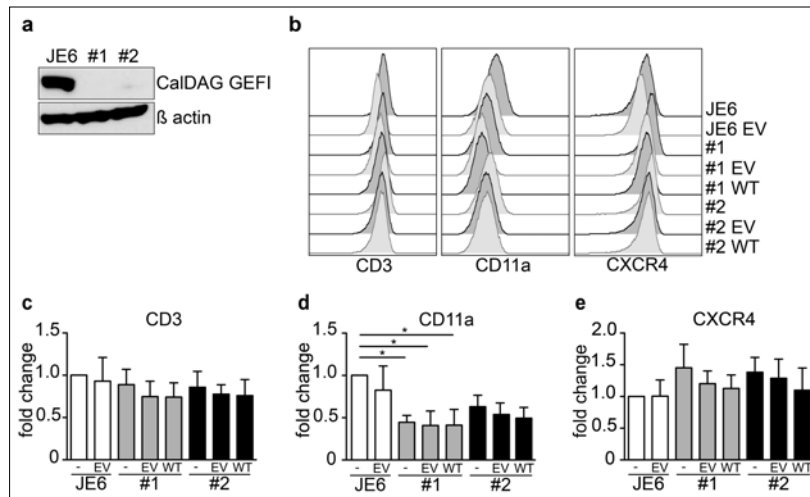 a
JE6 #1 #2
CalDAG GEFI
ß actin
b
JE6
JE6 EV
#1
#1 EV
#1 WT
#2
#2 EV
#2 WT
CD3 CD11a CXCR4
c CD3
fold change
1.5
1.0
0.5
0
- EV - EV WT - EV WT
JE6 #1 #2
d CD11a
fold change
1.5
1.0
0.5
0
*
*
*
- EV - EV WT - EV WT
JE6 #1 #2
e CXCR4
fold change
2.0
1.5
1.0
0.5
0
- EV - EV WT - EV WT
JE6 #1 #2